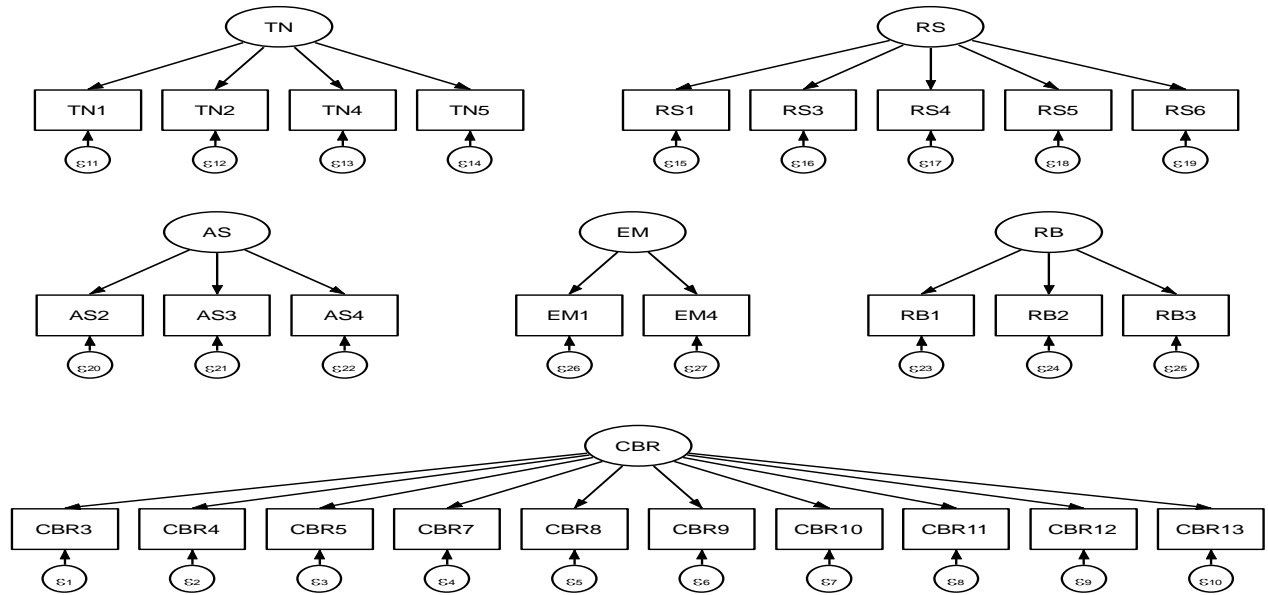 TN RS
TN1 TN2 TN4 TN5 RS1 RS3 RS4 RS5 RS6
ε11 ε12 ε13 ε14 ε15 ε16 ε17 ε18 ε19
AS EM RB
AS2 AS3 AS4 EM1 EM4 RB1 RB2 RB3
ε20 ε21 ε22 ε26 ε27 ε23 ε24 ε25
CBR
CBR3 CBR4 CBR5 CBR7 CBR8 CBR9 CBR10 CBR11 CBR12 CBR13
ε1 ε2 ε3 ε4 ε5 ε6 ε7 ε8 ε9 ε10